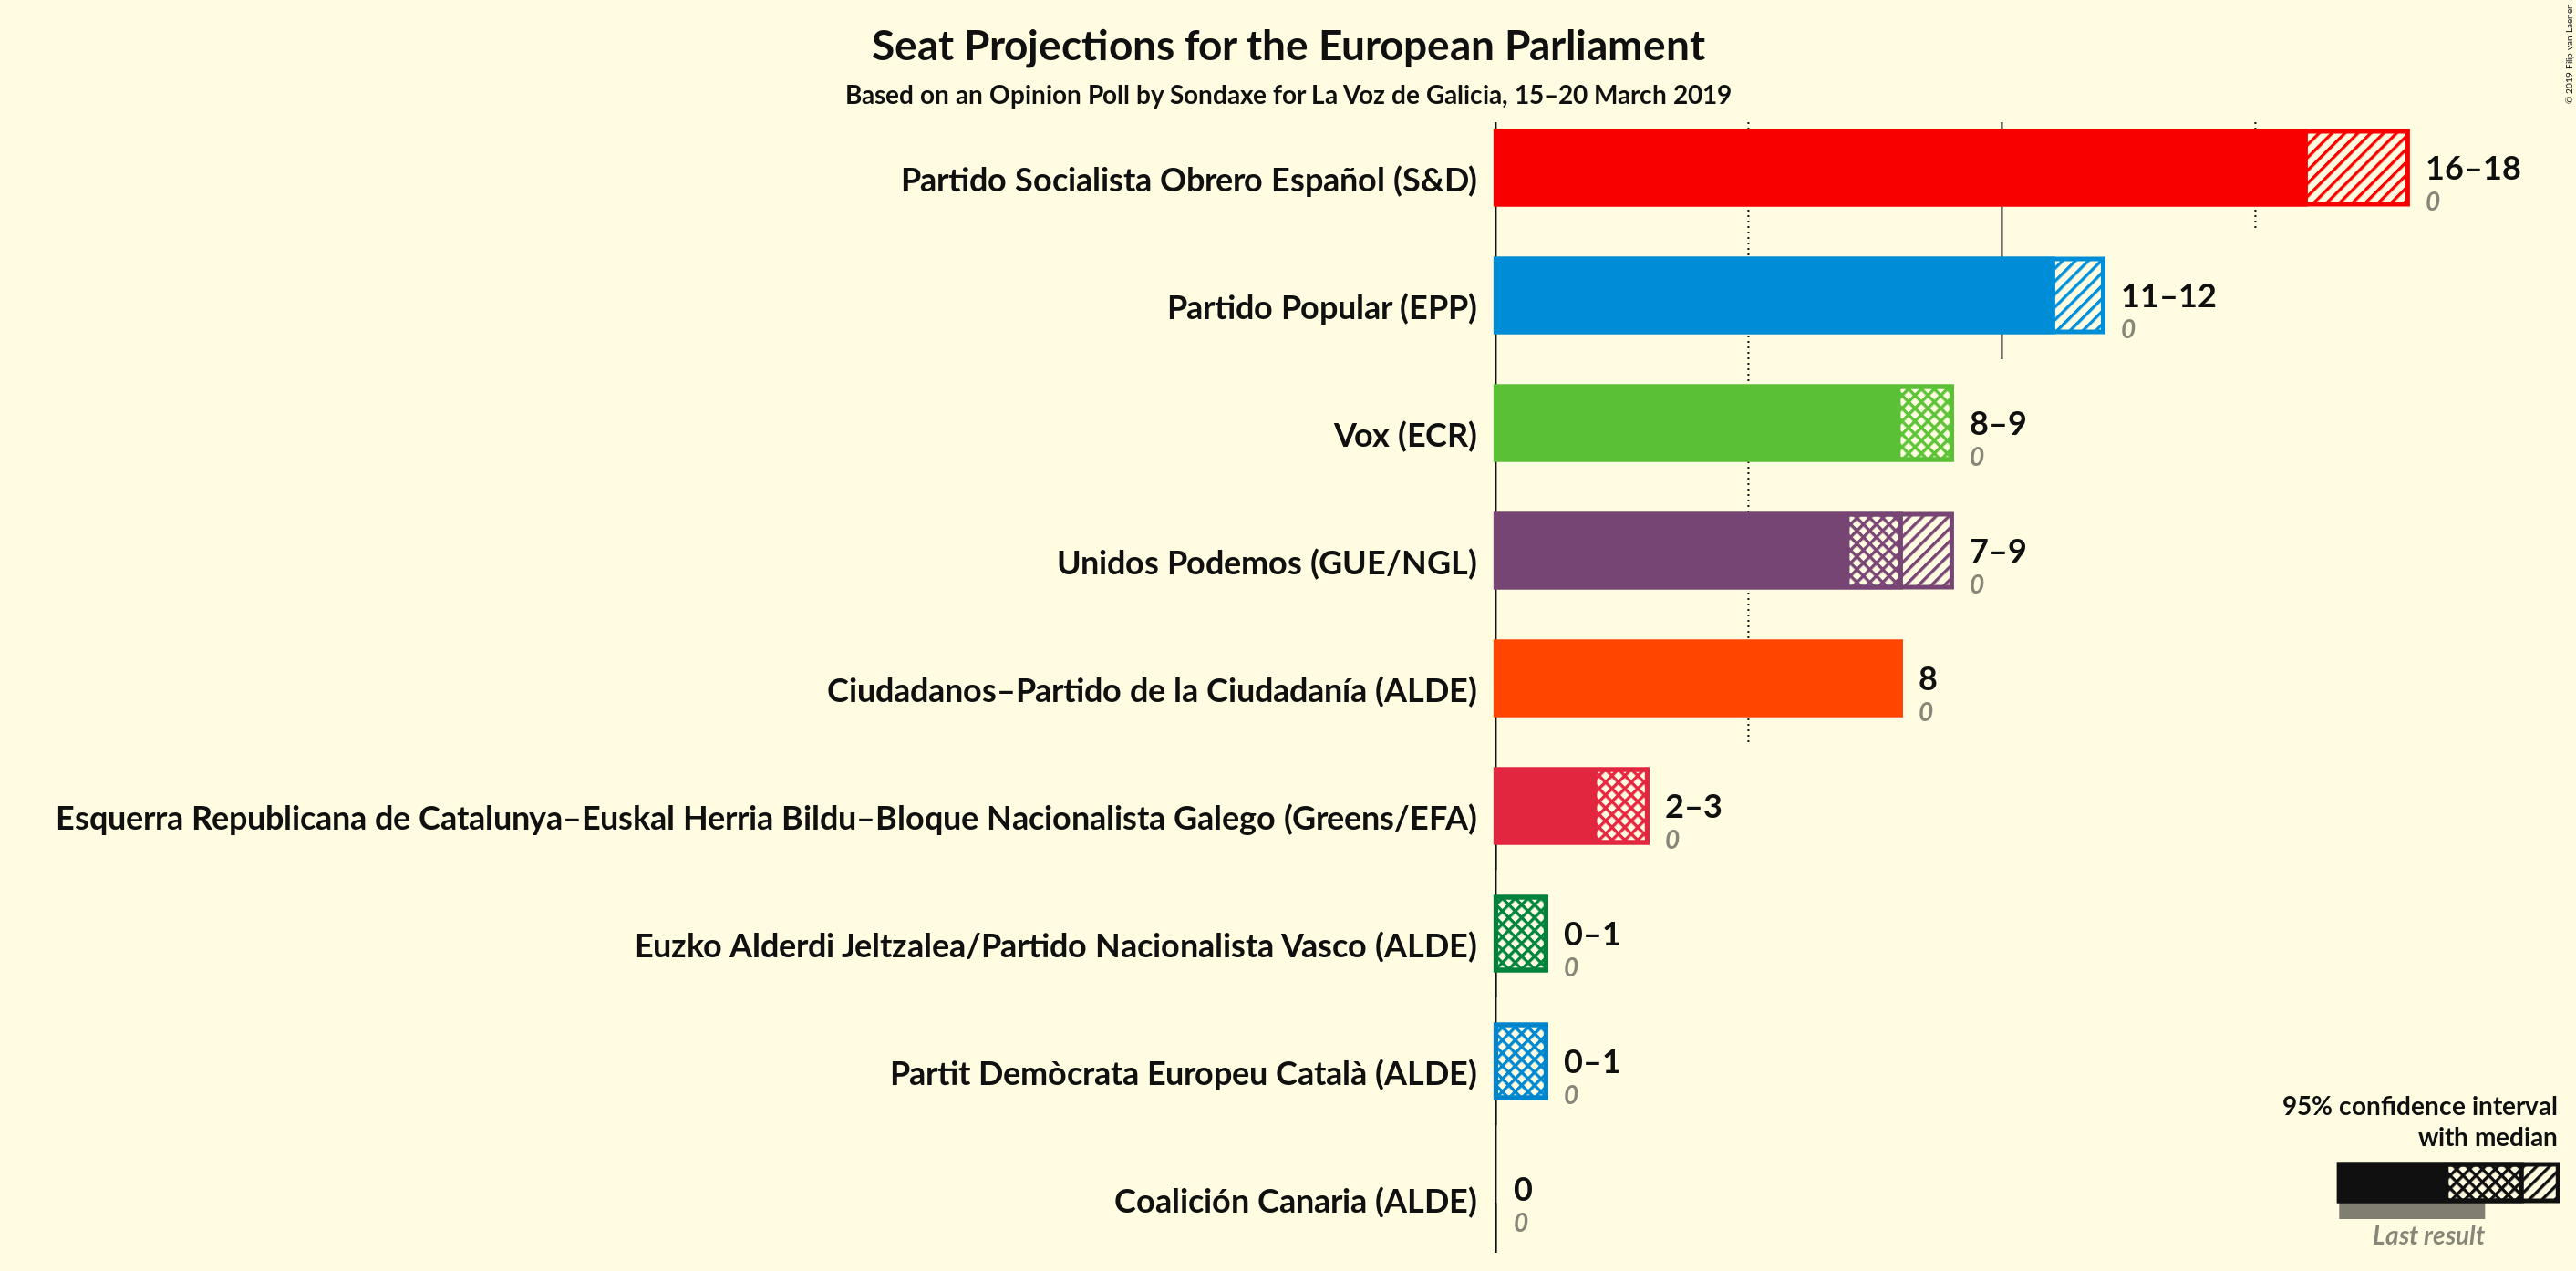 Seat Projections for the European Parliament
Based on an Opinion Poll by Sondaxe for La Voz de Galicia, 15–20 March 2019
© 2019 Filip van Laenen
Partido Socialista Obrero Español (S&D)
16–18
0
Partido Popular (EPP)
11–12
0
Vox (ECR)
8–9
0
Unidos Podemos (GUE/NGL)
7–9
0
Ciudadanos–Partido de la Ciudadanía (ALDE)
8
0
Esquerra Republicana de Catalunya–Euskal Herria Bildu–Bloque Nacionalista Galego (Greens/EFA)
2–3
0
Euzko Alderdi Jeltzalea/Partido Nacionalista Vasco (ALDE)
0–1
0
Partit Demòcrata Europeu Català (ALDE)
0–1
0
Coalición Canaria (ALDE)
0
0
95% confidence interval
with median
Last result